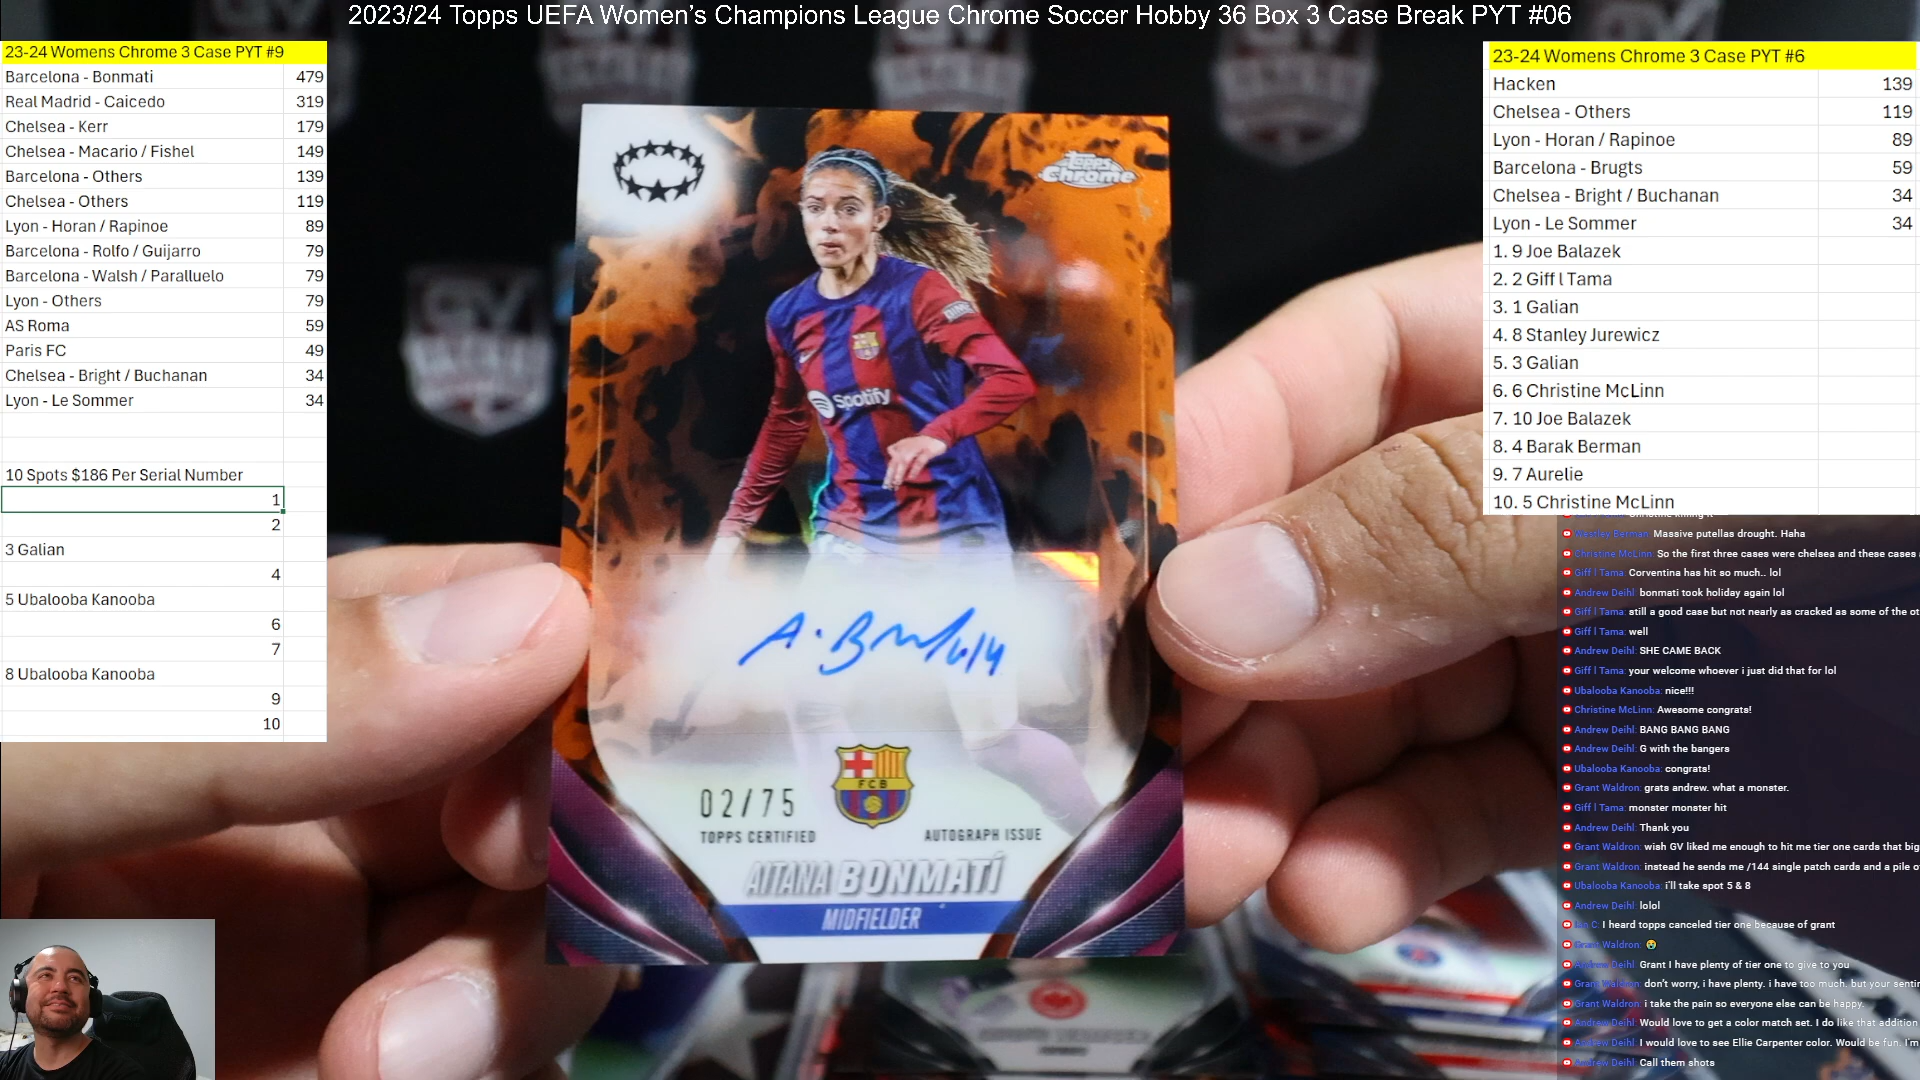 2023/24 Topps UEFA Women's Champions League Chrome Soccer Hobby 36 Box 3 Case Break PYT #06
23-24 Womens Chrome 3 Case PYT #9
Barcelona - Bonmati 479
Real Madrid - Caicedo 319
Chelsea - Kerr 179
Chelsea - Macario / Fishel 149
Barcelona - Others 139
Chelsea - Others 119
Lyon - Horan / Rapinoe 89
Barcelona - Rolfo / Guijarro 79
Barcelona - Walsh / Paralluelo 79
Lyon - Others 79
AS Roma 59
Paris FC 49
Chelsea - Bright / Buchanan 34
Lyon - Le Sommer 34
10 Spots $186 Per Serial Number
1
2
3 Galian
4
5 Ubalooba Kanooba
6
7
8 Ubalooba Kanooba
9
10
Topps
Chrome
Spotify
FCB
02/75
TOPPS CERTIFIED AUTOGRAPH ISSUE
AITANA BONMATÍ
MIDFIELDER
23-24 Womens Chrome 3 Case PYT #6
Hacken 139
Chelsea - Others 119
Lyon - Horan / Rapinoe 89
Barcelona - Brugts 59
Chelsea - Bright / Buchanan 34
Lyon - Le Sommer 34
1. 9 Joe Balazek
2. 2 Giff l Tama
3. 1 Galian
4. 8 Stanley Jurewicz
5. 3 Galian
6. 6 Christine McLinn
7. 10 Joe Balazek
8. 4 Barak Berman
9. 7 Aurelie
10. 5 Christine McLinn
Westley Berman: Massive putellas drought. Haha
Christine McLinn: So the first three cases were chelsea and these cases
Giff l Tama: Corventina has hit so much.. lol
Andrew Deihl: bonmati took holiday again lol
Giff l Tama: still a good case but not nearly as cracked as some of the
Giff l Tama: well
Andrew Deihl: SHE CAME BACK
Giff l Tama: your welcome whoever i just did that for lol
Ubalooba Kanooba: nice!!!
Christine McLinn: Awesome congrats!
Andrew Deihl: BANG BANG BANG
Andrew Deihl: G with the bangers
Ubalooba Kanooba: congrats!
Grant Waldron: grats andrew. what a monster.
Giff l Tama: monster monster hit
Andrew Deihl: Thank you
Grant Waldron: wish GV liked me enough to hit me tier one cards that big
Grant Waldron: instead he sends me /144 single patch cards and a pile
Ubalooba Kanooba: i'll take spot 5 & 8
Andrew Deihl: lolol
C: I heard topps canceled tier one because of grant
Grant Waldron: 😭
Andrew Deihl: Grant I have plenty of tier one to give to you
Grant Waldron: don't worry, i have plenty. i have too much. but your
Grant Waldron: i take the pain so everyone else can be happy.
Andrew Deihl: Would love to get a color match set. I do like that addition
Andrew Deihl: I would love to see Ellie Carpenter color. Would be fun. I'm
Andrew Deihl: Call them shots